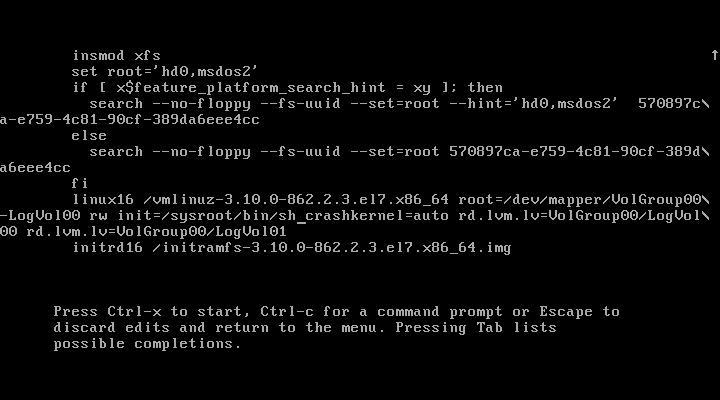 insmod xfs
set root='hd0,msdos2'
if [ x$feature_platform_search_hint = xy ]; then
search --no-floppy --fs-uuid --set=root --hint='hd0,msdos2'  570897c\
a-e759-4c81-90cf-389da6eee4cc
else
search --no-floppy --fs-uuid --set=root 570897ca-e759-4c81-90cf-389d\
a6eee4cc
fi
linux16 /vmlinuz-3.10.0-862.2.3.el7.x86_64 root=/dev/mapper/VolGroup00\
-LogVol00 rw init=/sysroot/bin/sh_crashkernel=auto rd.lvm.lv=VolGroup00/LogVol\
00 rd.lvm.lv=VolGroup00/LogVol01
initrd16 /initramfs-3.10.0-862.2.3.el7.x86_64.img
Press Ctrl-x to start, Ctrl-c for a command prompt or Escape to
discard edits and return to the menu. Pressing Tab lists
possible completions.